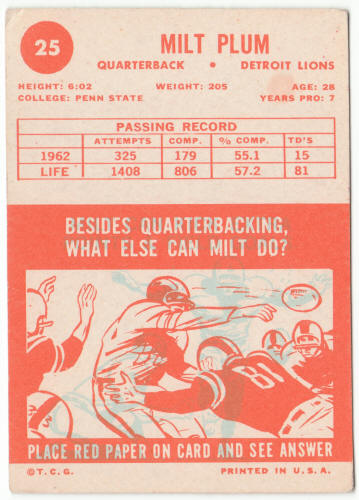 25
MILT PLUM
QUARTERBACK • DETROIT LIONS
HEIGHT: 6:02 WEIGHT: 205 AGE: 28
COLLEGE: PENN STATE YEARS PRO: 7
PASSING RECORD
ATTEMPTS COMP. % COMP. TD'S
1962 325 179 55.1 15
LIFE 1408 806 57.2 81
BESIDES QUARTERBACKING,
WHAT ELSE CAN MILT DO?
81
PLACE RED PAPER ON CARD AND SEE ANSWER
© T.C.G. PRINTED IN U.S.A.